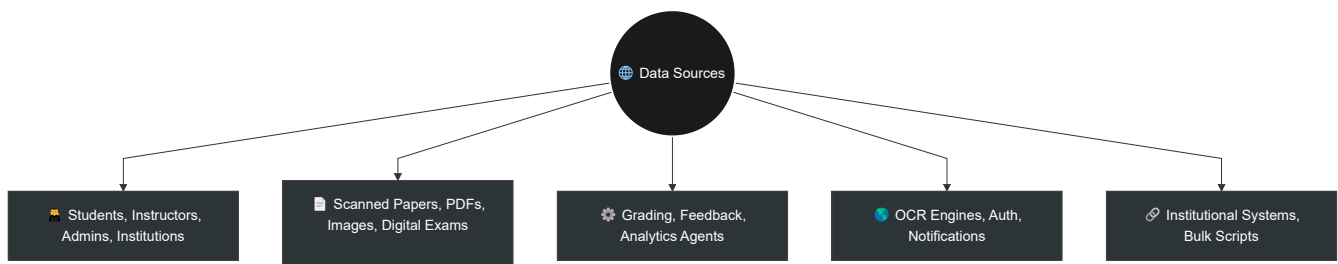 Data Sources
Students, Instructors,
Admins, Institutions
Scanned Papers, PDFs,
Images, Digital Exams
Grading, Feedback,
Analytics Agents
OCR Engines, Auth,
Notifications
Institutional Systems,
Bulk Scripts